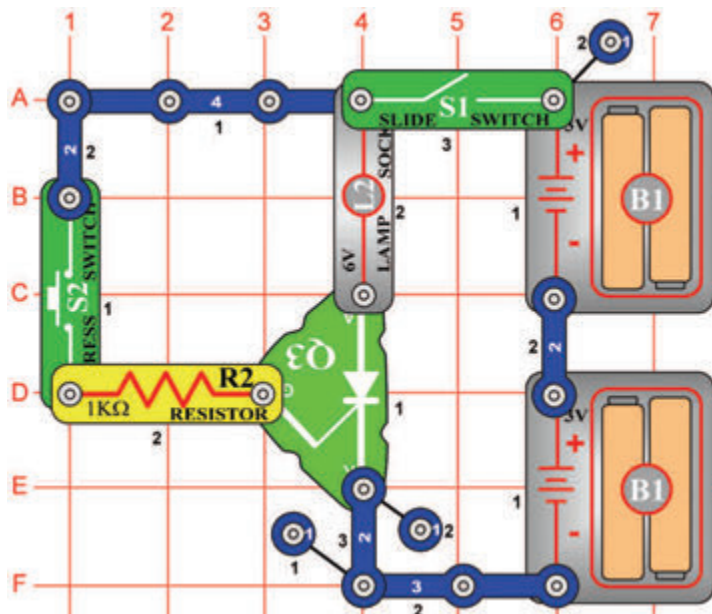 1 2 3 4 5 6 7
2 1
A
4
1
SLIDE S1 SWITCH
3
3V
2 2
+
B
L2
LAMP SOCK
2
6V
1
B1
-
S2
RESS SWITCH
1
C
Q3
2 2
D
R2
1KΩ
RESISTOR
2
1
3V
+
E
1
B1
-
1
1
3 2
1 2
F
3
2